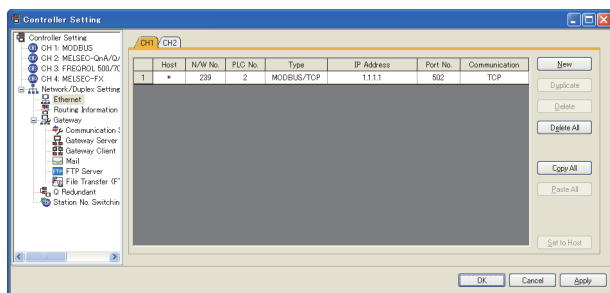 Controller Setting
Controller Setting
CH 1: MODBUS
CH 2: MELSEC-QnA/Q/
CH 3: FREQROL 500/7C
CH 4: MELSEC-FX
Network/Duplex Setting
Ethernet
Routing Information
Gateway
Communication S
Gateway Server
Gateway Client
Mail
FTP Server
File Transfer (F
Q Redundant
Station No. Switchin
CH1 CH2
Host N/W No. PLC No. Type IP Address Port No. Communication
1 * 239 2 MODBUS/TCP 1.1.1.1 502 TCP
New
Duplicate
Delete
Delete All
Copy All
Paste All
Set to Host
OK Cancel Apply